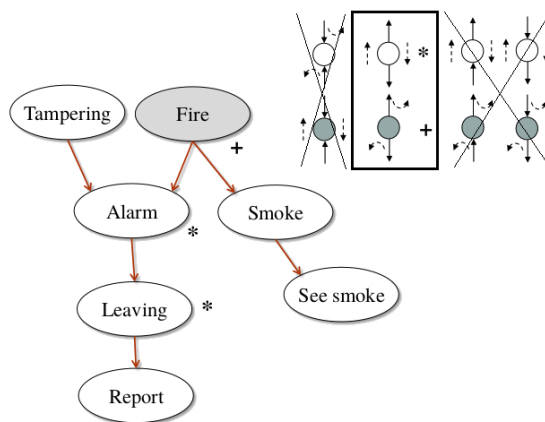 *
+
Tampering
Fire
+
Alarm
*
Smoke
Leaving
*
See smoke
Report